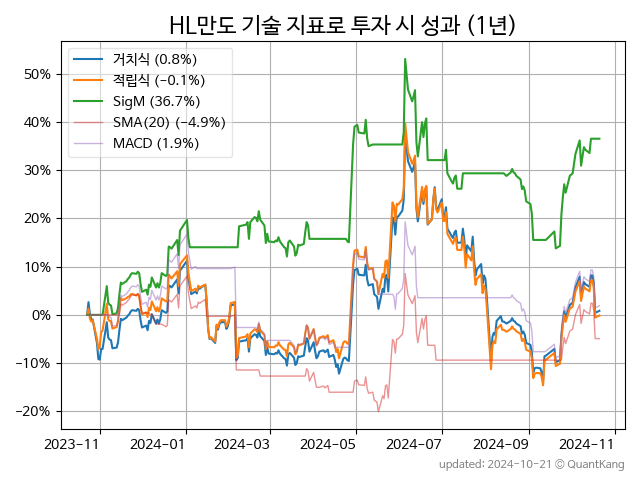 HL만도 기술 지표로 투자 시 성과 (1년)
거치식 (0.8%)
적립식 (−0.1%)
SigM (36.7%)
SMA(20) (−4.9%)
MACD (1.9%)
50%
40%
30%
20%
10%
0%
−10%
−20%
2023−11 2024−01 2024−03 2024−05 2024−07 2024−09 2024−11
updated: 2024-10-21 © QuantKang